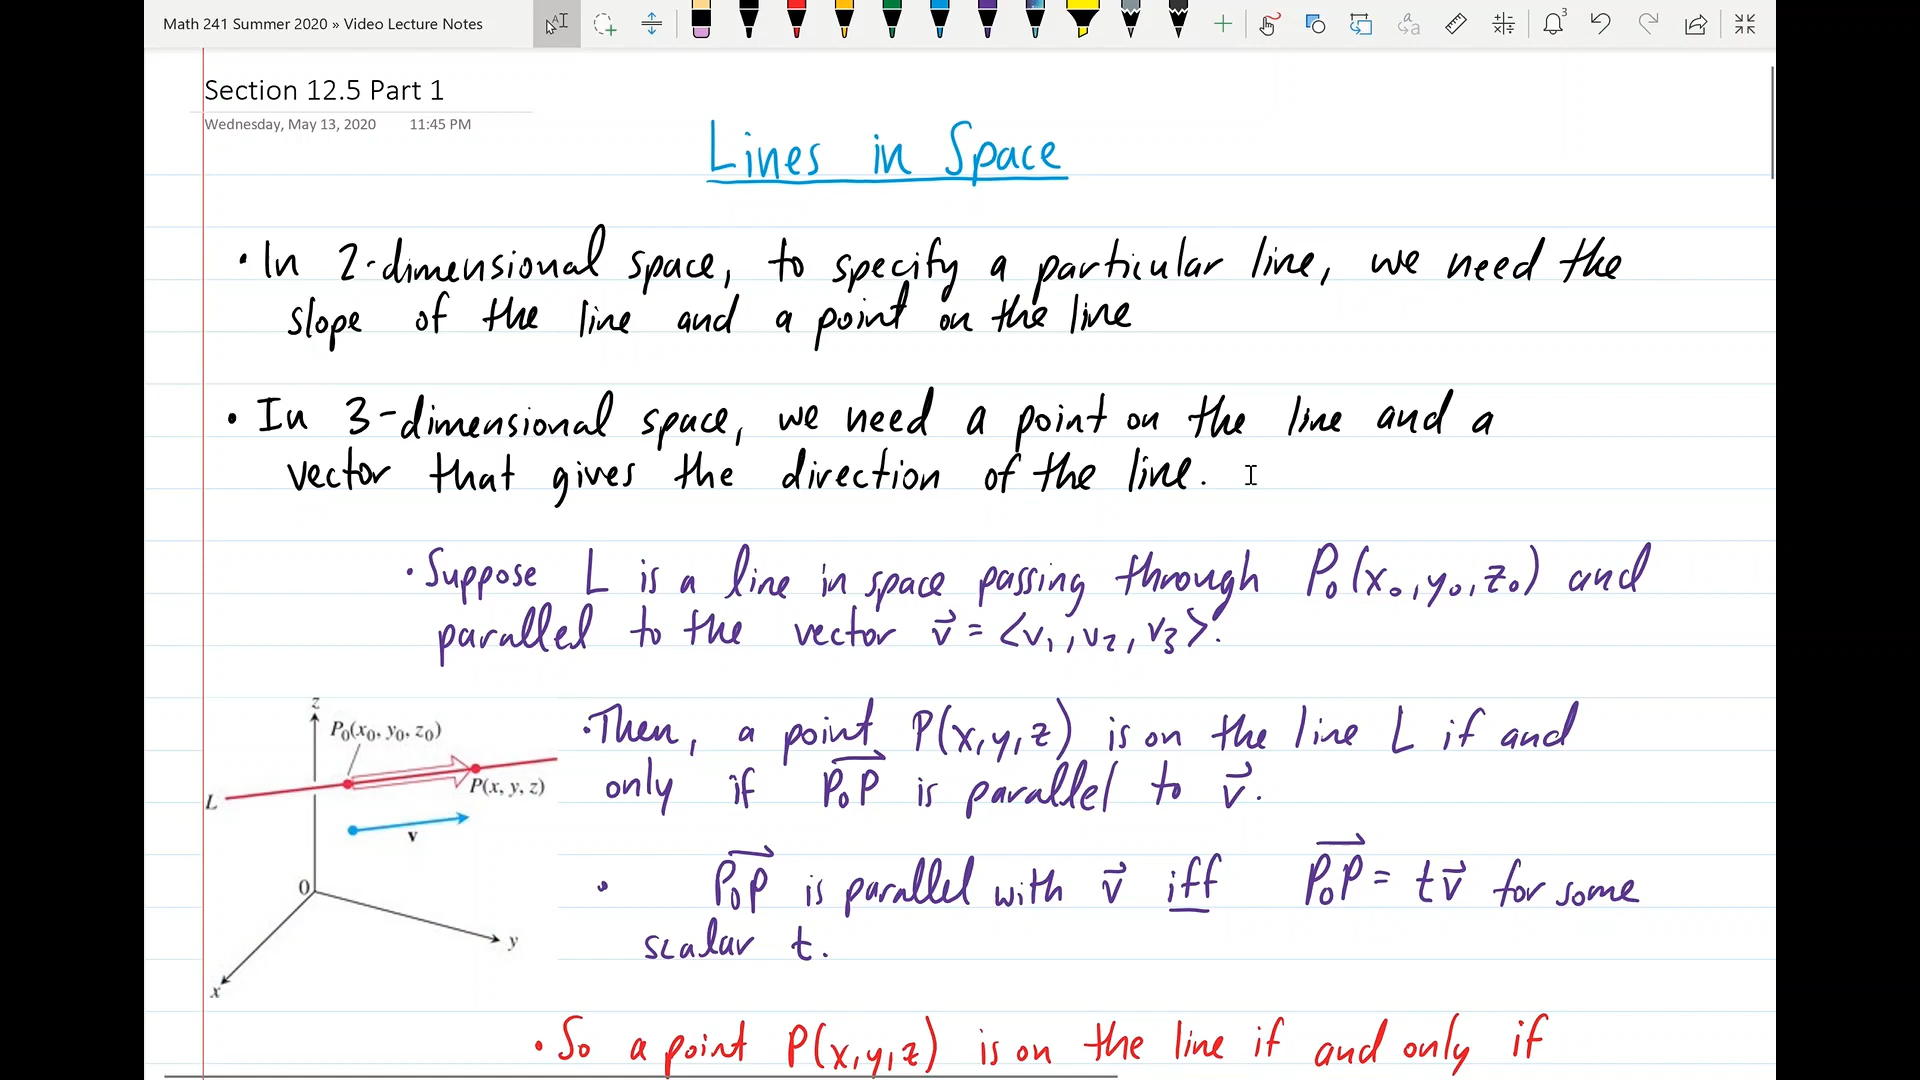 Math 241 Summer 2020 » Video Lecture Notes
3
Section 12.5 Part 1
Wednesday, May 13, 2020 11:45 PM
Lines in Space
• In 2-dimensional space, to specify a particular line, we need the
slope of the line and a point on the line
• In 3-dimensional space, we need a point on the line and a
vector that gives the direction of the line.
• Suppose L is a line in space passing through P₀(x₀, y₀, z₀) and
parallel to the vector v⃗ = <v₁, v₂, v₃>.
z
P₀(x₀, y₀, z₀)
L
P(x, y, z)
v
0
y
x
• Then, a point P(x,y,z) is on the line L if and
only if P₀P⃗ is parallel to v⃗.
• P₀P⃗ is parallel with v⃗ iff P₀P⃗ = tv⃗ for some
scalar t.
• So a point P(x,y,z) is on the line if and only if